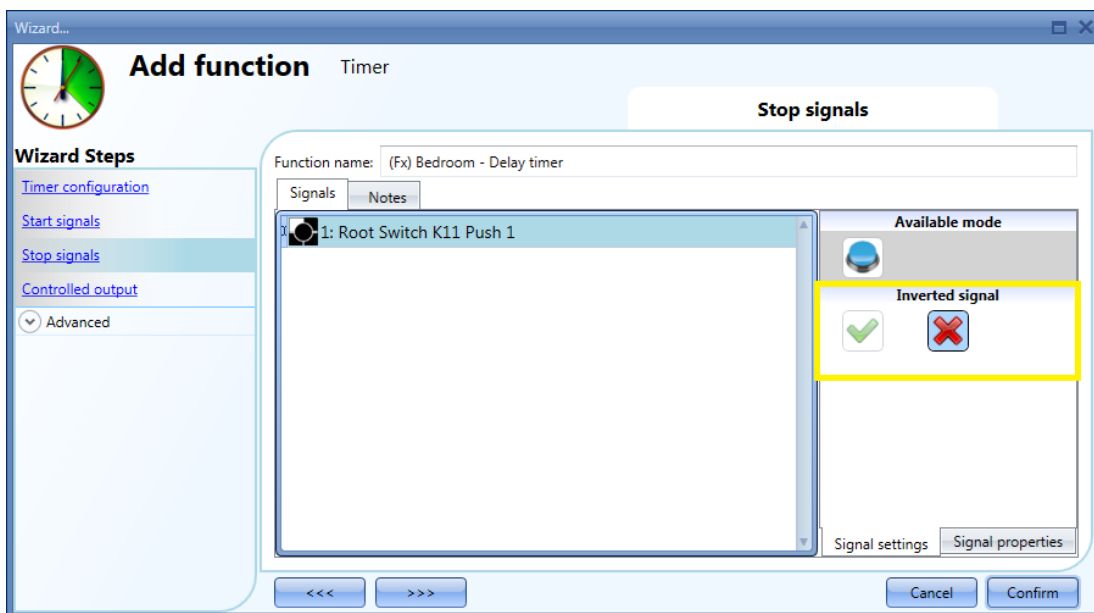 Wizard...
Add function Timer
Stop signals
Wizard Steps
Timer configuration
Start signals
Stop signals
Controlled output
Advanced
Function name: (Fx) Bedroom - Delay timer
Signals Notes
1: Root Switch K11 Push 1
Available mode
Inverted signal
Signal settings Signal properties
<<< >>> Cancel Confirm